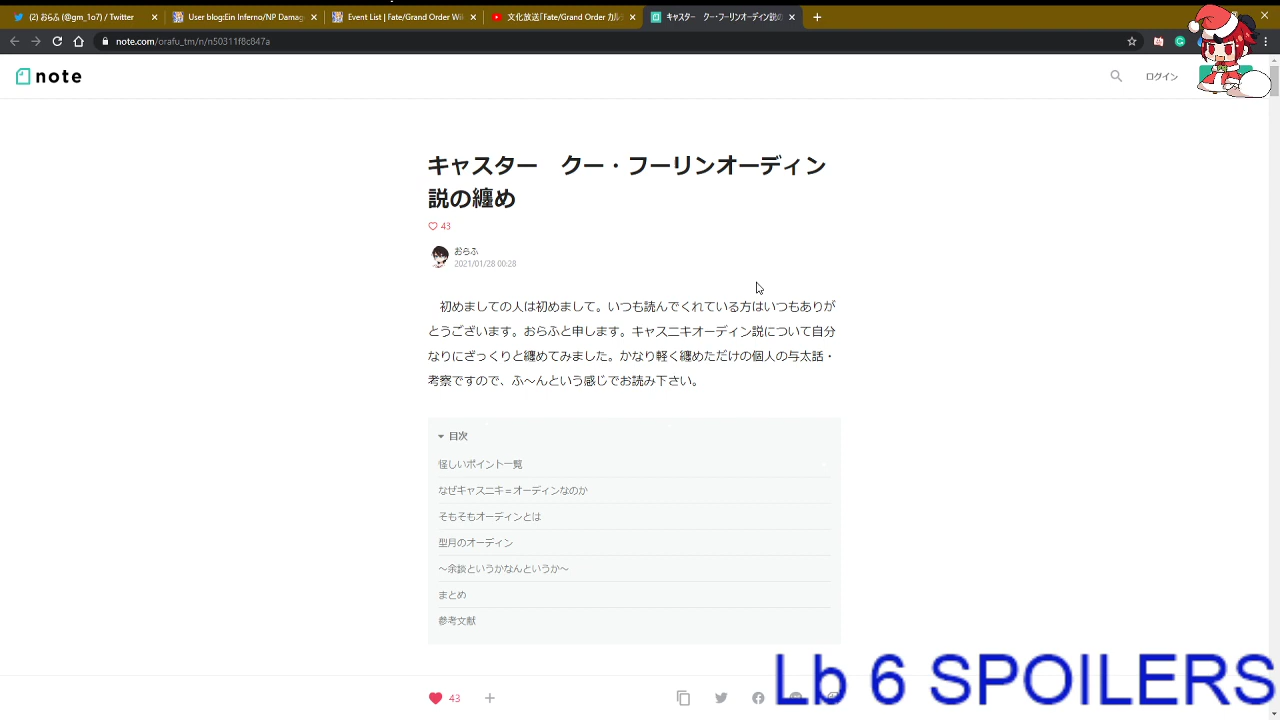 (2) おらふ (@gm_1o7) / Twitter
User blog:Ein Inferno/NP Damag
Event List | Fate/Grand Order Wi
文化放送「Fate/Grand Order カルデ
キャスター　クー・フーリンオーディン説の
note.com/orafu_tm/n/n50311f8c847a
note
ログイン
キャスター　クー・フーリンオーディン
説の纏め
43
おらふ
2021/01/28 00:28
初めましての人は初めまして。いつも読んでくれている方はいつもありが
とうございます。おらふと申します。キャスニキオーディン説について自分
なりにざっくりと纏めてみました。かなり軽く纏めただけの個人の与太話・
考察ですので、ふ〜んという感じでお読み下さい。
目次
怪しいポイント一覧
なぜキャスニキ＝オーディンなのか
そもそもオーディンとは
型月のオーディン
〜余談というかなんというか〜
まとめ
参考文献
43
Lb 6 SPOILERS